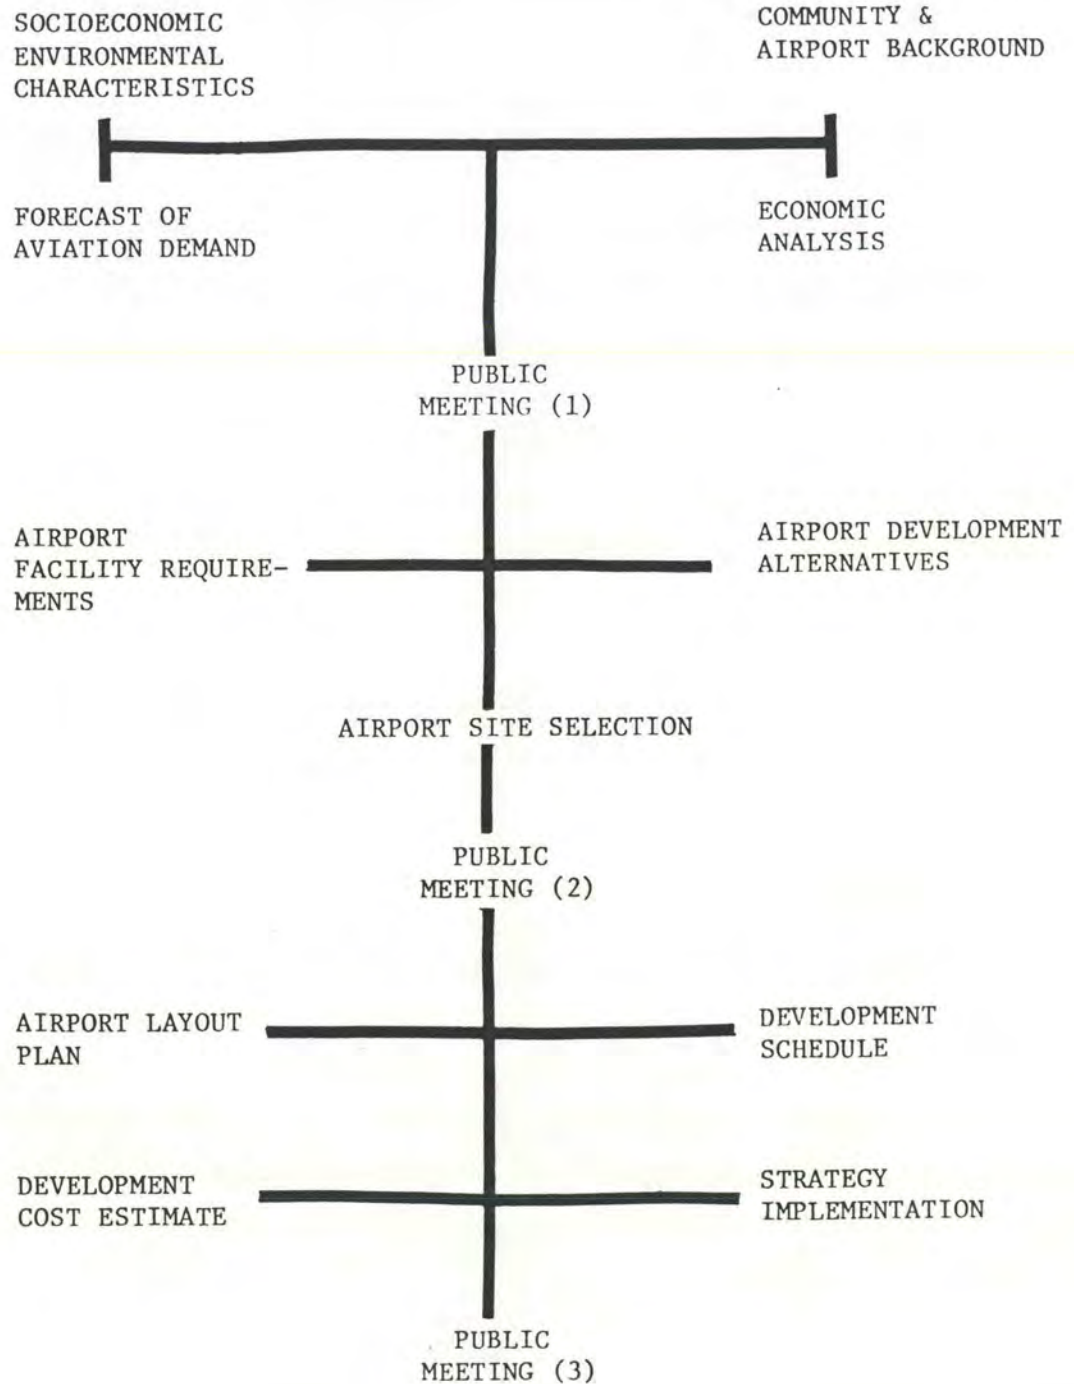 SOCIOECONOMIC
ENVIRONMENTAL
CHARACTERISTICS
COMMUNITY &
AIRPORT BACKGROUND
FORECAST OF
AVIATION DEMAND
ECONOMIC
ANALYSIS
PUBLIC
MEETING (1)
AIRPORT
FACILITY REQUIRE-
MENTS
AIRPORT DEVELOPMENT
ALTERNATIVES
AIRPORT SITE SELECTION
PUBLIC
MEETING (2)
AIRPORT LAYOUT
PLAN
DEVELOPMENT
SCHEDULE
DEVELOPMENT
COST ESTIMATE
STRATEGY
IMPLEMENTATION
PUBLIC
MEETING (3)